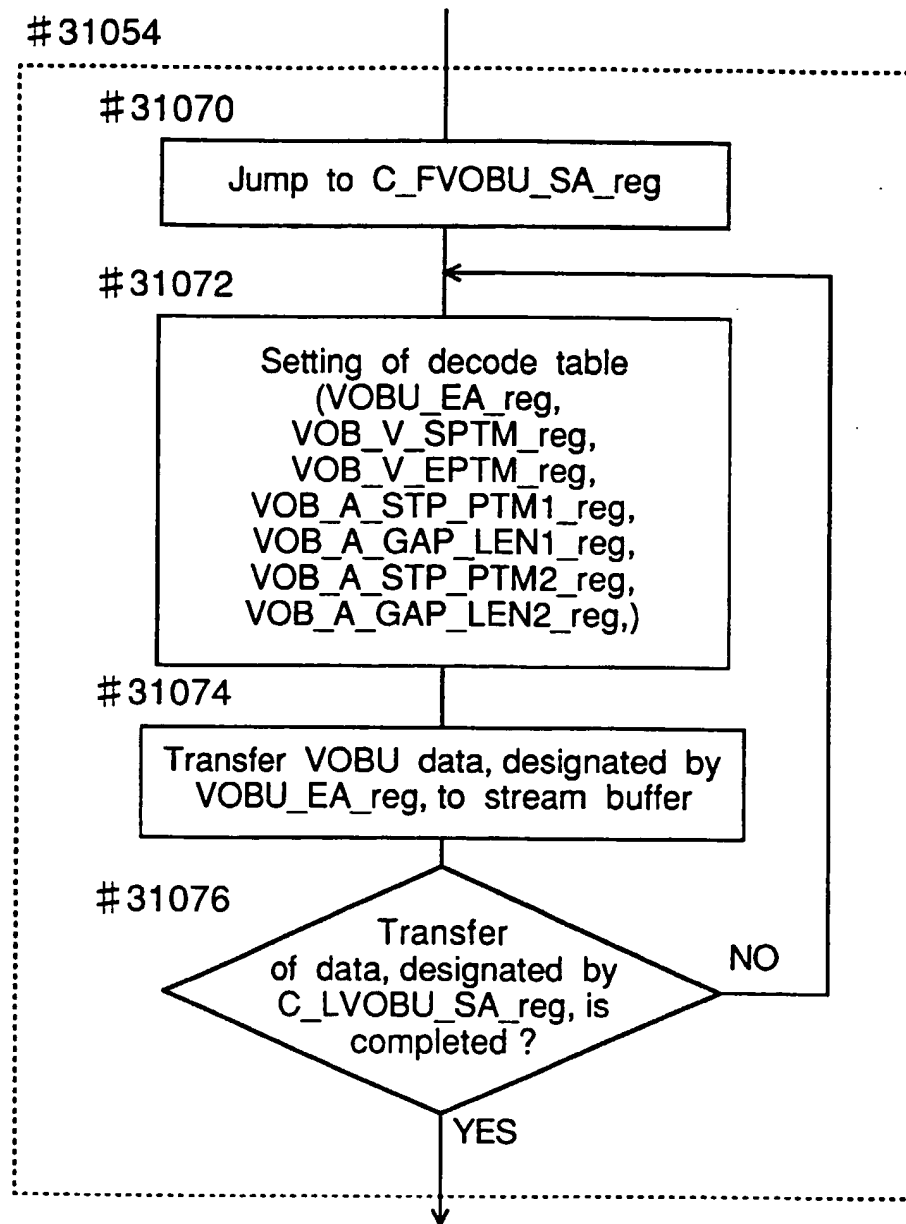 #31054
#31070
Jump to C_FVOBU_SA_reg
#31072
Setting of decode table
(VOBU_EA_reg,
VOB_V_SPTM_reg,
VOB_V_EPTM_reg,
VOB_A_STP_PTM1_reg,
VOB_A_GAP_LEN1_reg,
VOB_A_STP_PTM2_reg,
VOB_A_GAP_LEN2_reg,)
#31074
Transfer VOBU data, designated by
VOBU_EA_reg, to stream buffer
#31076
Transfer
of data, designated by
C_LVOBU_SA_reg, is
completed ?
NO
YES